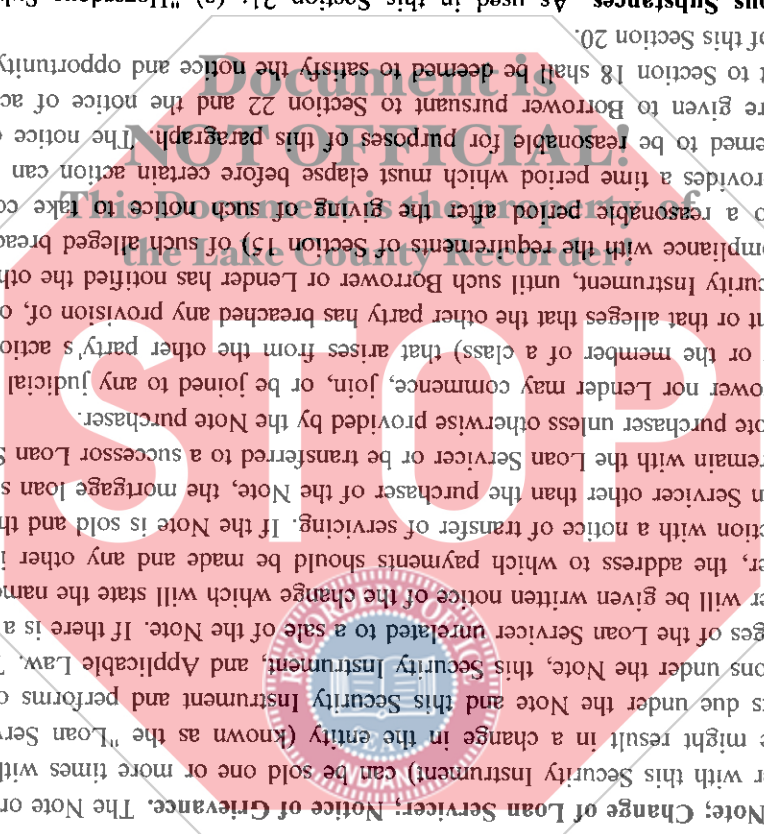 Note; Change of Loan Servicer; Notice of Grievance. The Note or
er with this Security Instrument) can be sold one or more times with
e might result in a change in the entity (known as the "Loan Serv
ts due under the Note and this Security Instrument and performs o
ons under the Note, this Security Instrument, and Applicable Law. T
ges of the Loan Servicer unrelated to a sale of the Note. If there is a
er will be given written notice of the change which will state the name
er, the address to which payments should be made and any other i
ction with a notice of transfer of servicing. If the Note is sold and th
n Servicer other than the purchaser of the Note, the mortgage loan s
remain with the Loan Servicer or be transferred to a successor Loan S
ote purchaser unless otherwise provided by the Note purchaser.
ower nor Lender may commence, join, or be joined to any judicial
or the member of a class) that arises from the other party's actio
nt or that alleges that the other party has breached any provision of, o
curity Instrument, until such Borrower or Lender has notified the oth
mpliance with the requirements of Section 15) of such alleged breac
o a reasonable period after the giving of such notice to take co
provides a time period which must elapse before certain action can
emed to be reasonable for purposes of this paragraph. The notice
ere given to Borrower pursuant to Section 22 and the notice of ac
t to Section 18 shall be deemed to satisfy the notice and opportunity
of this Section 20.
ous Substances. As used in this Section 21: (a) "Hazardous Sub
Document is
NOT OFFICIAL!
This Document is the property of
the Lake County Recorder!
STOP
RECORDER OF
SEAL
INDIANA